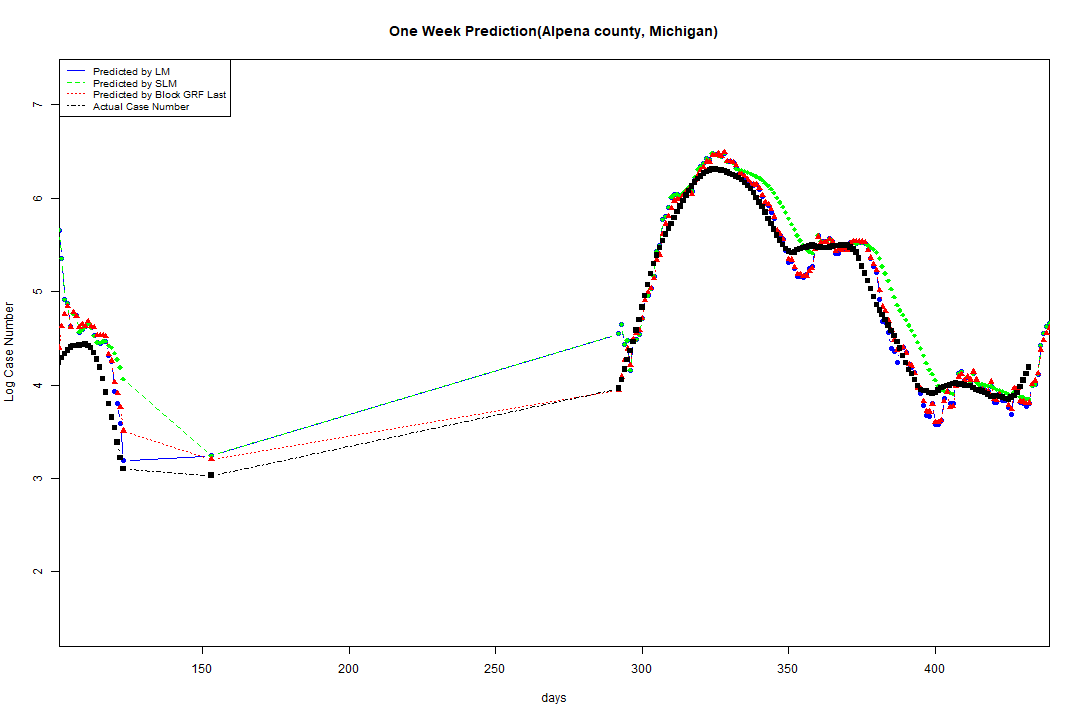 One Week Prediction(Alpena county, Michigan)
Predicted by LM
Predicted by SLM
Predicted by Block GRF Last
Actual Case Number
Log Case Number
7
6
5
4
3
2
150 200 250 300 350 400
days